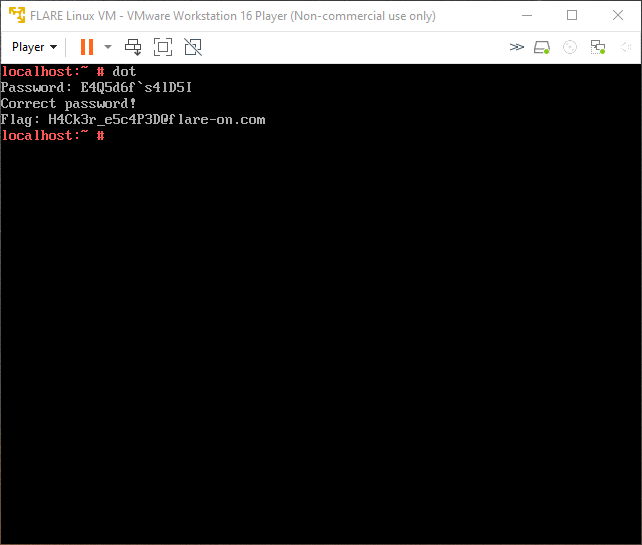 FLARE Linux VM - VMware Workstation 16 Player (Non-commercial use only)
Player
localhost:~ # dot
Password: E4Q5d6f`s4lD5I
Correct password!
Flag: H4Ck3r_e5c4P3D@flare-on.com
localhost:~ #